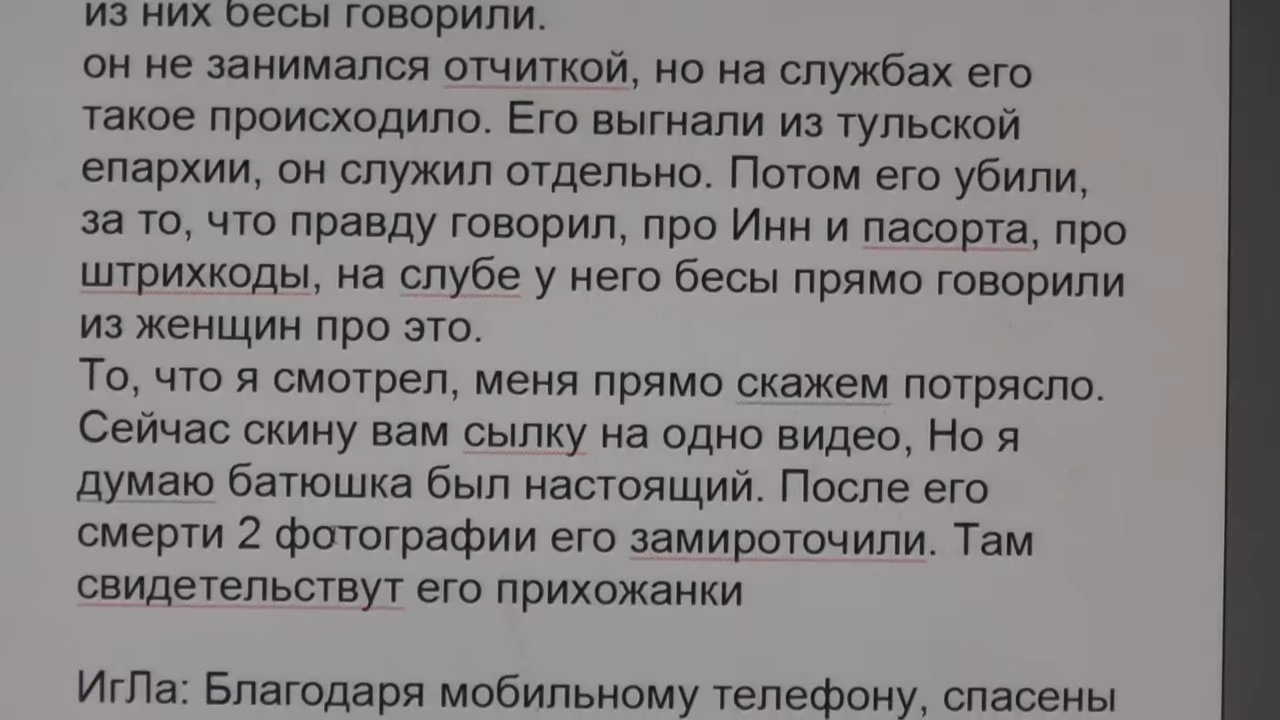 из них бесы говорили.
он не занимался отчиткой, но на службах его
такое происходило. Его выгнали из тульской
епархии, он служил отдельно. Потом его убили,
за то, что правду говорил, про Инн и пасорта, про
штрихкоды, на слубе у него бесы прямо говорили
из женщин про это.
То, что я смотрел, меня прямо скажем потрясло.
Сейчас скину вам сылку на одно видео, Но я
думаю батюшка был настоящий. После его
смерти 2 фотографии его замироточили. Там
свидетельствут его прихожанки
ИгЛа: Благодаря мобильному телефону, спасены